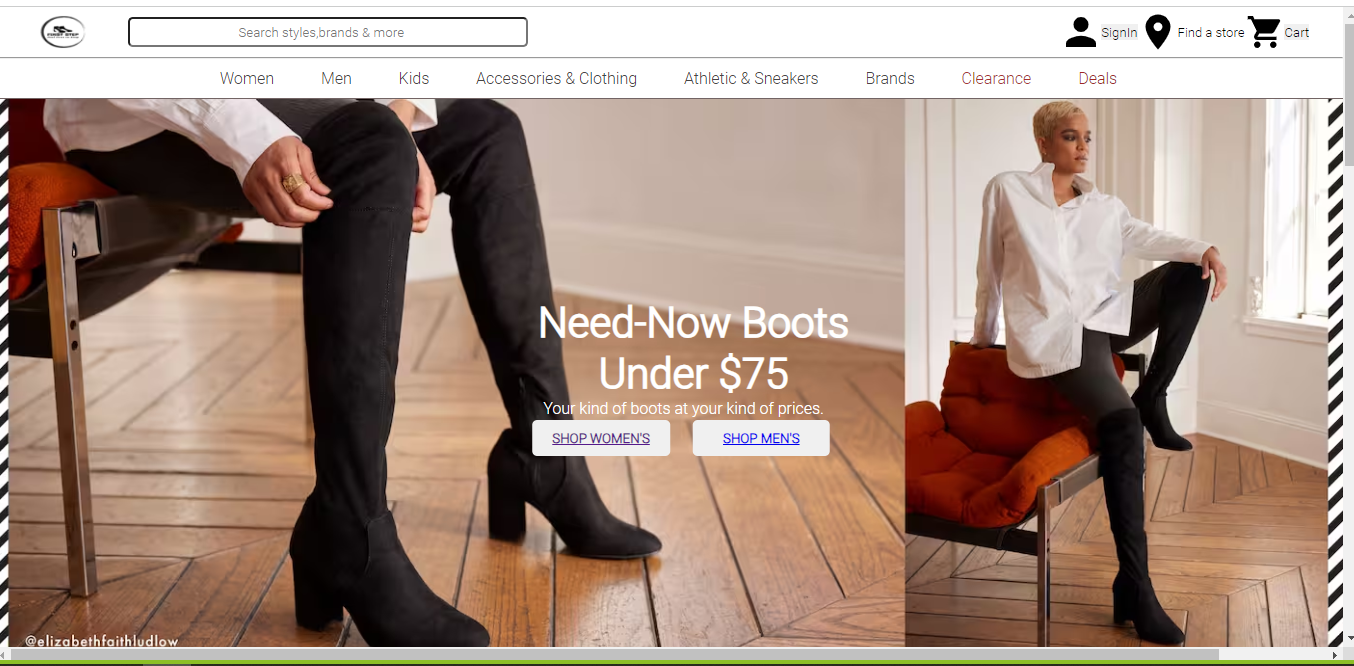 FIRST STEP
Search styles,brands & more
SignIn
Find a store
Cart
Women
Men
Kids
Accessories & Clothing
Athletic & Sneakers
Brands
Clearance
Deals
Need-Now Boots
Under $75
Your kind of boots at your kind of prices.
SHOP WOMEN'S
SHOP MEN'S
@elizabethfaithludlow